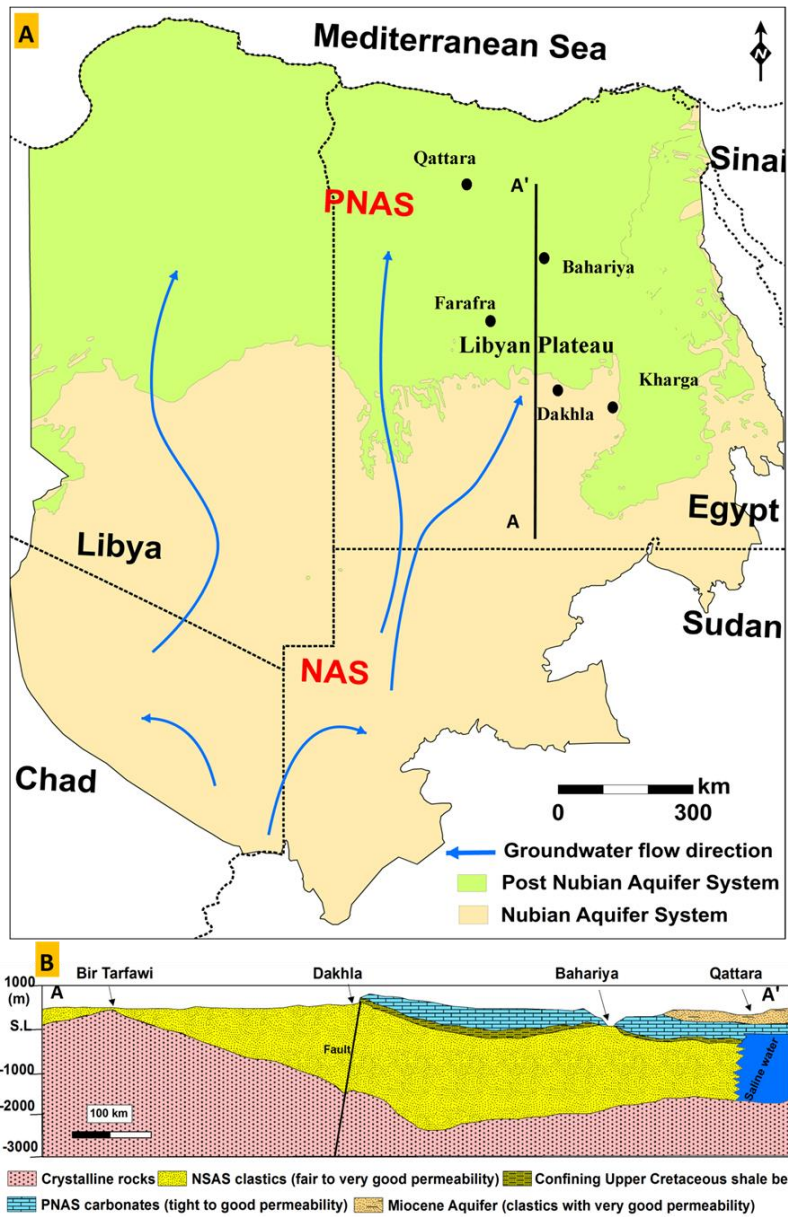 A
Mediterranean Sea
N
Sinai
Qattara
A'
PNAS
Bahariya
Farafra
Libyan Plateau
Kharga
Dakhla
A
Egypt
Libya
Sudan
NAS
Chad
km
0 300
Groundwater flow direction
Post Nubian Aquifer System
Nubian Aquifer System
B
Bir Tarfawi Dakhla Bahariya Qattara
1000 A A'
(m)
S.L
Fault
Saline water
-1000
-2000
100 km
-3000
Crystalline rocks NSAS clastics (fair to very good permeability) Confining Upper Cretaceous shale be
PNAS carbonates (tight to good permeability) Miocene Aquifer (clastics with very good permeability)